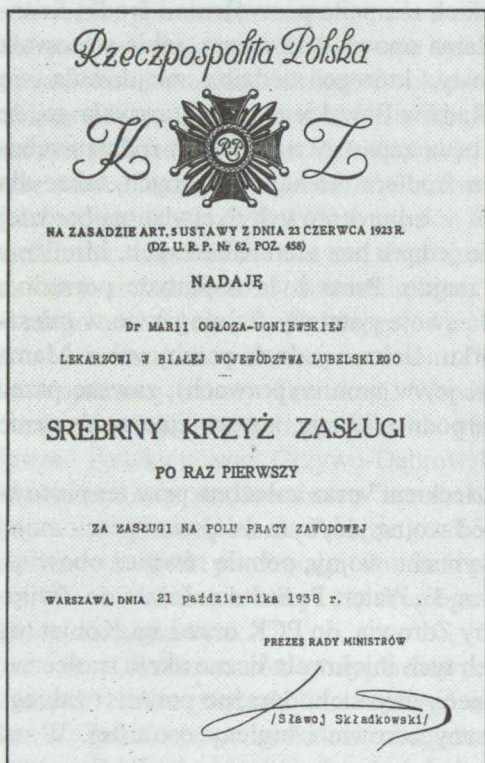 Rzeczpospolita Polska
K RP Z
NA ZASADZIE ART. 5 USTAWY Z DNIA 23 CZERWCA 1923 R.
(DZ. U. R. P. Nr 62, POZ. 458)
NADAJĘ
Dr MARII OGŁOZA-UGNIEWSKIEJ
LEKARZOWI W BIAŁEJ WOJEWÓDZTWA LUBELSKIEGO
SREBRNY KRZYŻ ZASŁUGI
PO RAZ PIERWSZY
ZA ZASŁUGI NA POLU PRACY ZAWODOWEJ
WARSZAWA, DNIA 21 października 1938 r.
PREZES RADY MINISTRÓW
/Sławoj Składkowski/